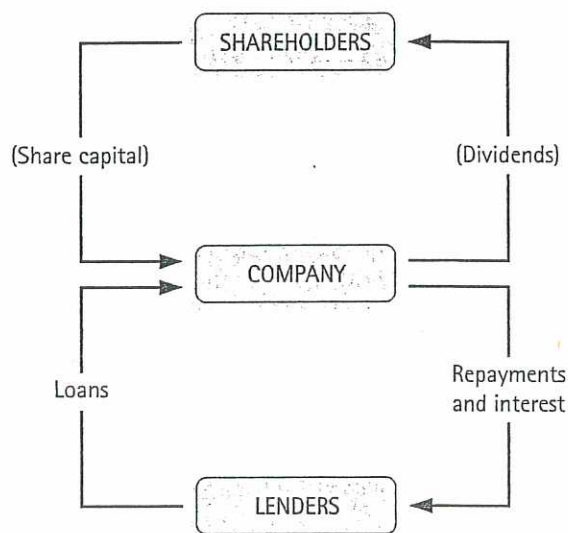 SHAREHOLDERS
(Share capital)
(Dividends)
COMPANY
Loans
Repayments
and interest
LENDERS